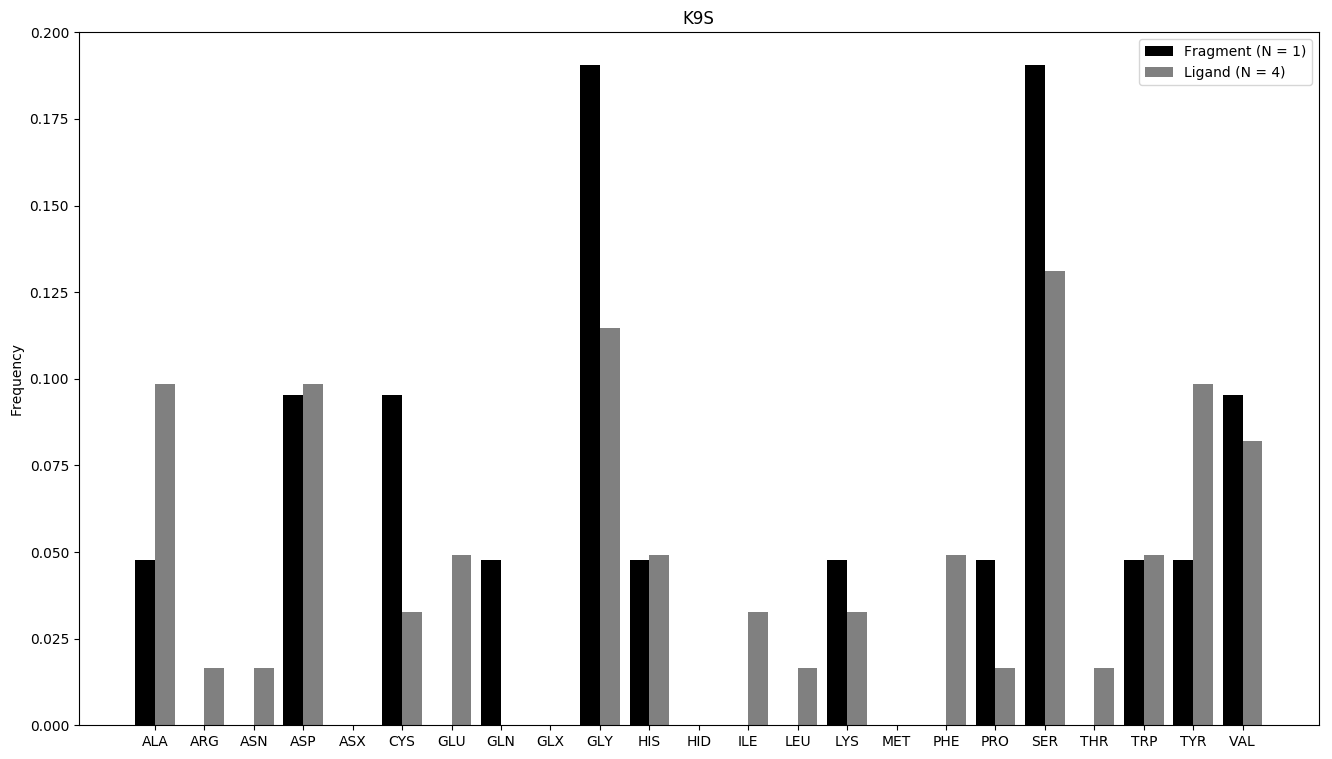 K9S
Fragment (N = 1)
Ligand (N = 4)
Frequency
0.200
0.175
0.150
0.125
0.100
0.075
0.050
0.025
0.000
ALA ARG ASN ASP ASX CYS GLU GLN GLX GLY HIS HID ILE LEU LYS MET PHE PRO SER THR TRP TYR VAL